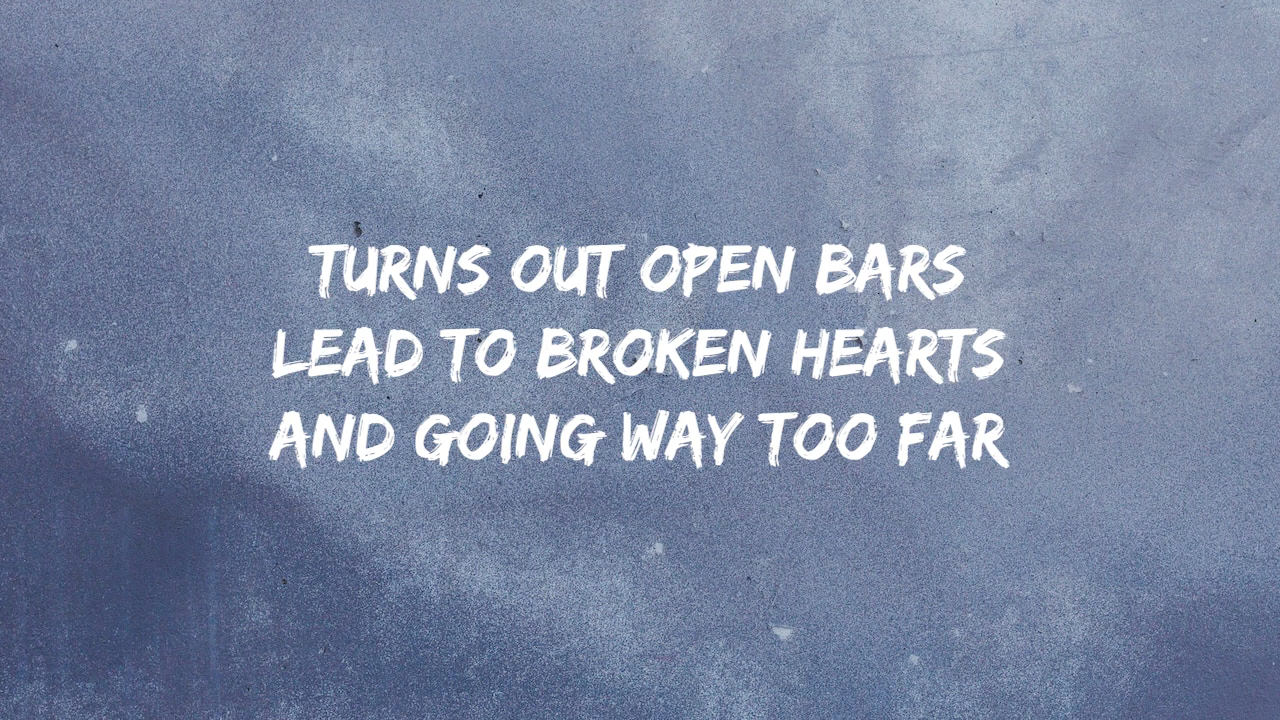 TURNS OUT OPEN BARS
LEAD TO BROKEN HEARTS
AND GOING WAY TOO FAR